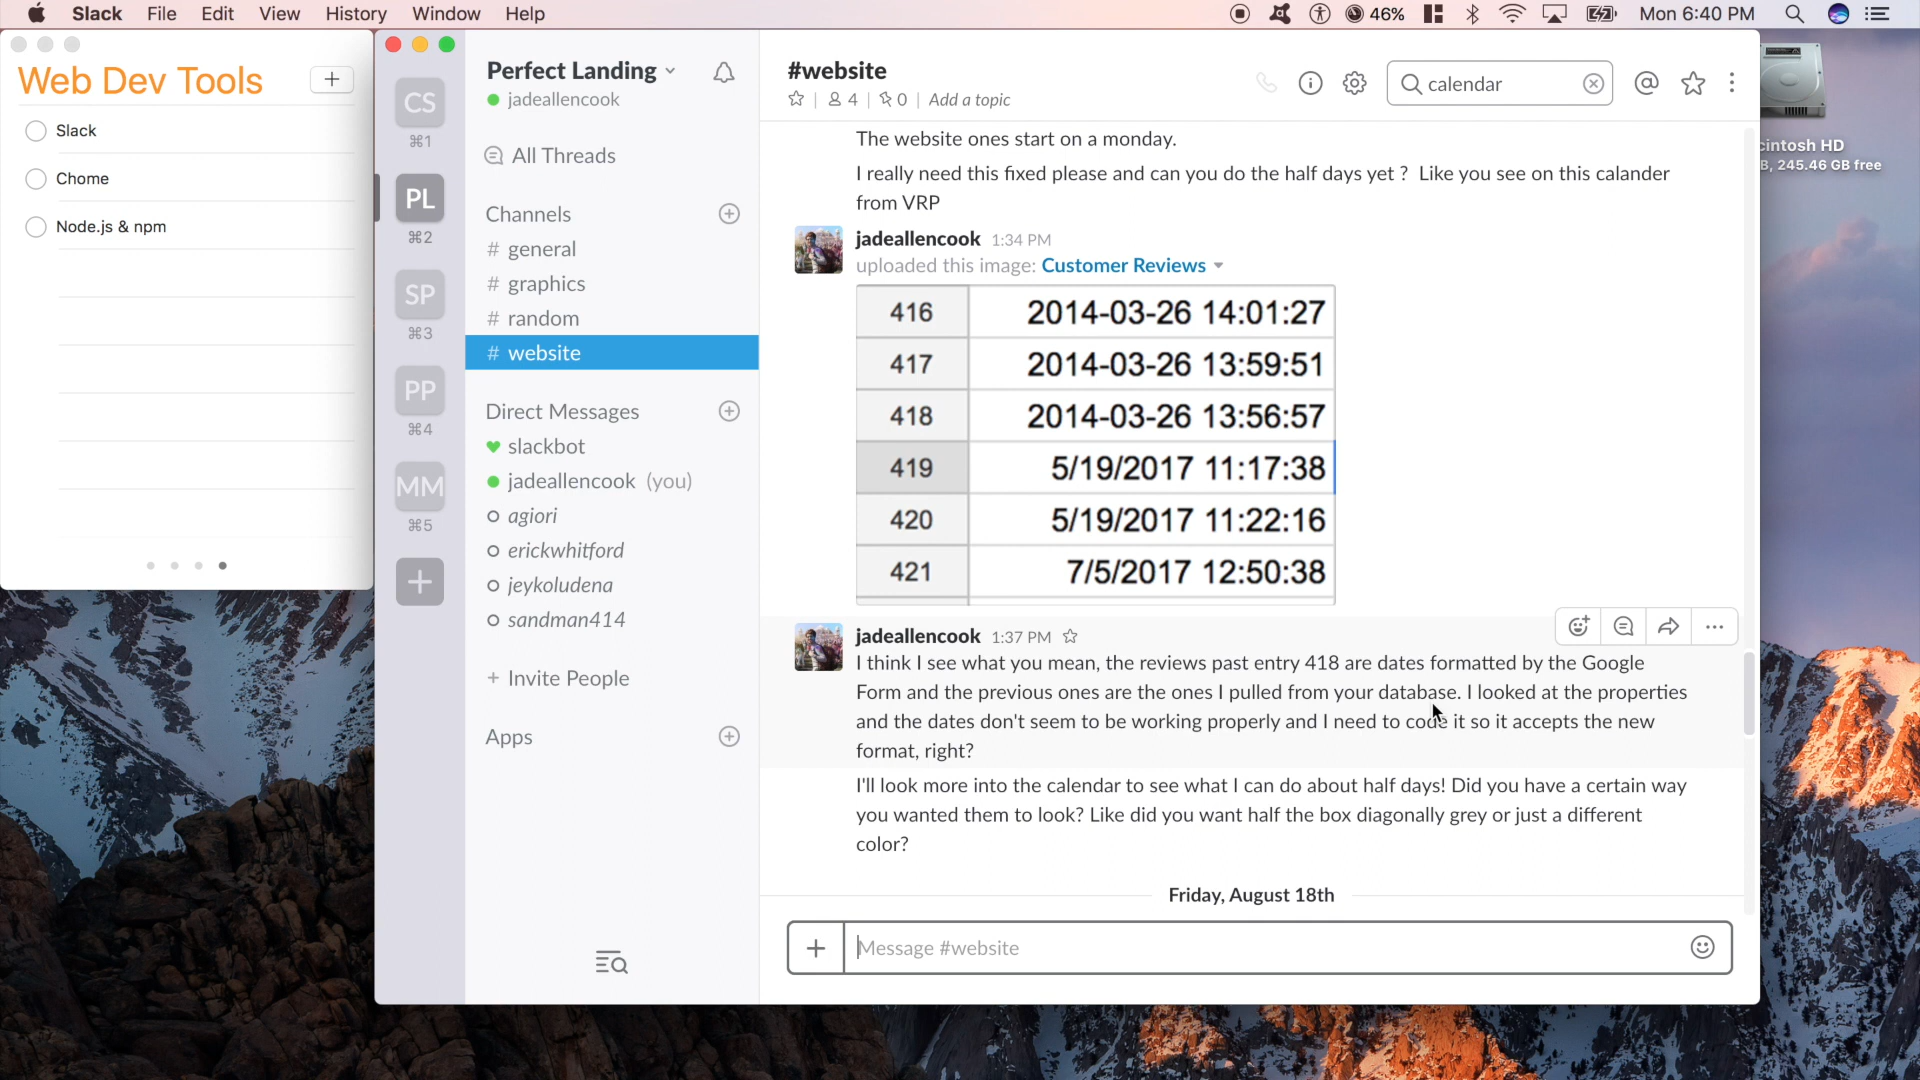 Slack File Edit View History Window Help
46% Mon 6:40 PM
Web Dev Tools
Slack
Chome
Node.js & npm
CS
⌘1
PL
⌘2
SP
⌘3
PP
⌘4
MM
⌘5
Perfect Landing
jadeallencook
All Threads
Channels
# general
# graphics
# random
# website
Direct Messages
slackbot
jadeallencook (you)
agiori
erickwhitford
jeykoludena
sandman414
+ Invite People
Apps
#website
4 | 0 | Add a topic
calendar
The website ones start on a monday.
I really need this fixed please and can you do the half days yet ? Like you see on this calander
from VRP
jadeallencook 1:34 PM
uploaded this image: Customer Reviews
416 2014-03-26 14:01:27
417 2014-03-26 13:59:51
418 2014-03-26 13:56:57
419 5/19/2017 11:17:38
420 5/19/2017 11:22:16
421 7/5/2017 12:50:38
jadeallencook 1:37 PM
I think I see what you mean, the reviews past entry 418 are dates formatted by the Google
Form and the previous ones are the ones I pulled from your database. I looked at the properties
and the dates don't seem to be working properly and I need to code it so it accepts the new
format, right?
I'll look more into the calendar to see what I can do about half days! Did you have a certain way
you wanted them to look? Like did you want half the box diagonally grey or just a different
color?
Friday, August 18th
Message #website
cintosh HD
B, 245.46 GB free